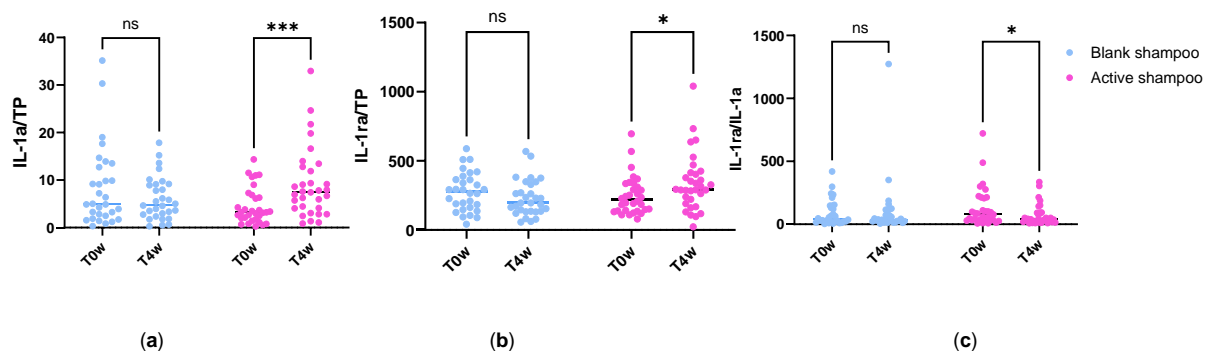 ns
***
IL-1a/TP
40
30
20
10
0
T0w
T4w
T0w
T4w
(a)
ns
*
IL-1ra/TP
1500
1000
500
0
T0w
T4w
T0w
T4w
(b)
ns
*
IL-1ra/IL-1a
1500
1000
500
0
T0w
T4w
T0w
T4w
(c)
Blank shampoo
Active shampoo